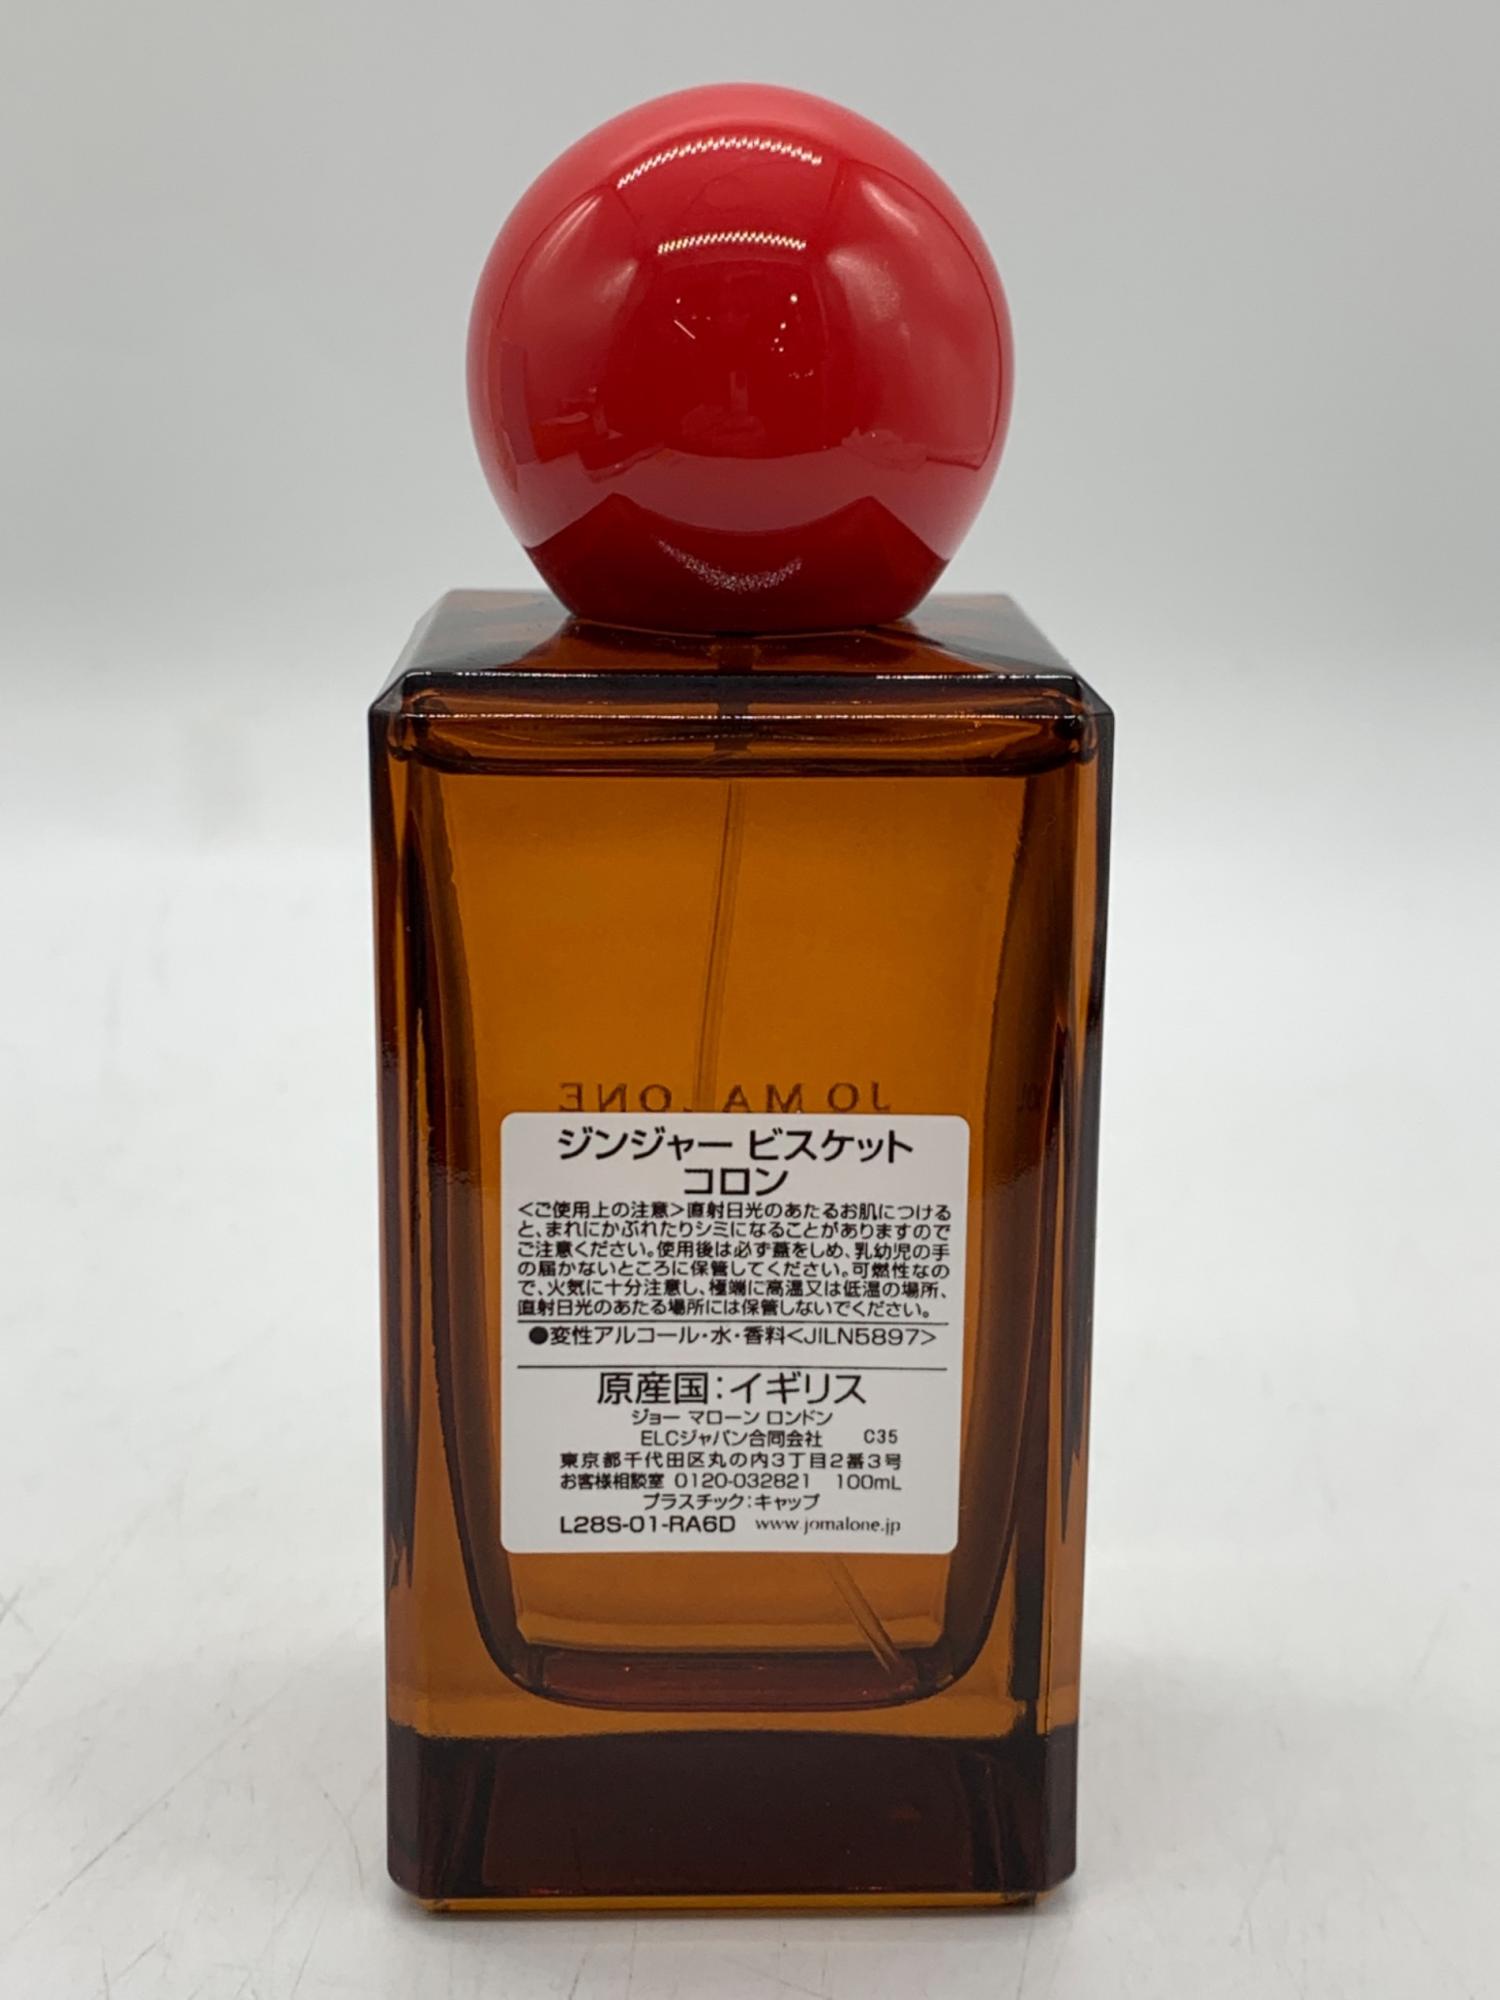 JO MALONE
ジンジャー ビスケット
コロン
<ご使用上の注意>直射日光のあたるお肌につける
と、まれにかぶれたりシミになることがありますので
ご注意ください。使用後は必ず蓋をしめ、乳幼児の手
の届かないところに保管してください。可燃性なの
で、火気に十分注意し、極端に高温又は低温の場所、
直射日光のあたる場所には保管しないでください。
●変性アルコール・水・香料<JILN5897>
原産国:イギリス
ジョー マローン ロンドン
ELCジャパン合同会社 C35
東京都千代田区丸の内3丁目2番3号
お客様相談室 0120-032821 100mL
プラスチック:キャップ
L28S-01-RA6D www.jomalone.jp